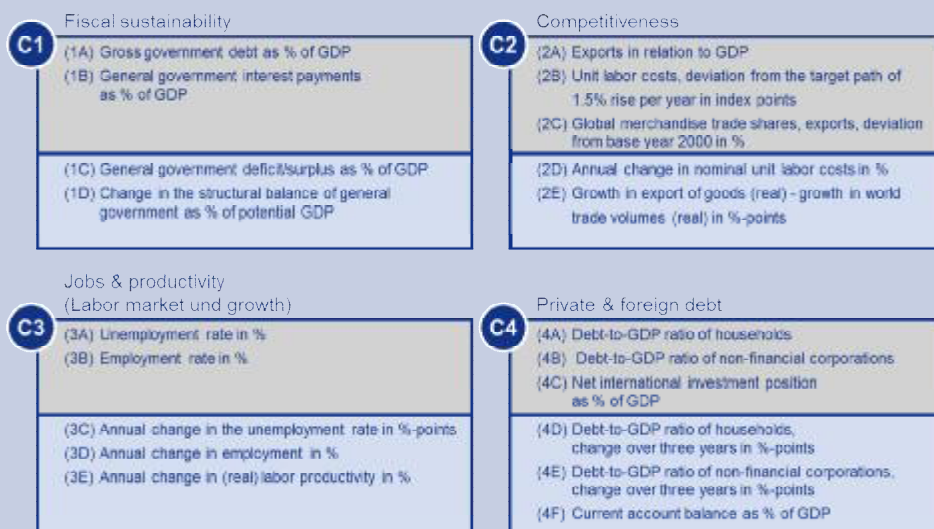 Fiscal sustainability
C1
(1A) Gross government debt as % of GDP
(1B) General government interest payments
as % of GDP
(1C) General government deficit/surplus as % of GDP
(1D) Change in the structural balance of general
government as % of potential GDP
Competitiveness
C2
(2A) Exports in relation to GDP
(2B) Unit labor costs, deviation from the target path of
1.5% rise per year in index points
(2C) Global merchandise trade shares, exports, deviation
from base year 2000 in %
(2D) Annual change in nominal unit labor costs in %
(2E) Growth in export of goods (real) - growth in world
trade volumes (real) in %-points
Jobs & productivity
(Labor market und growth)
C3
(3A) Unemployment rate in %
(3B) Employment rate in %
(3C) Annual change in the unemployment rate in %-points
(3D) Annual change in employment in %
(3E) Annual change in (real) labor productivity in %
Private & foreign debt
C4
(4A) Debt-to-GDP ratio of households
(4B) Debt-to-GDP ratio of non-financial corporations
(4C) Net international investment position
as % of GDP
(4D) Debt-to-GDP ratio of households,
change over three years in %-points
(4E) Debt-to-GDP ratio of non-financial corporations,
change over three years in %-points
(4F) Current account balance as % of GDP